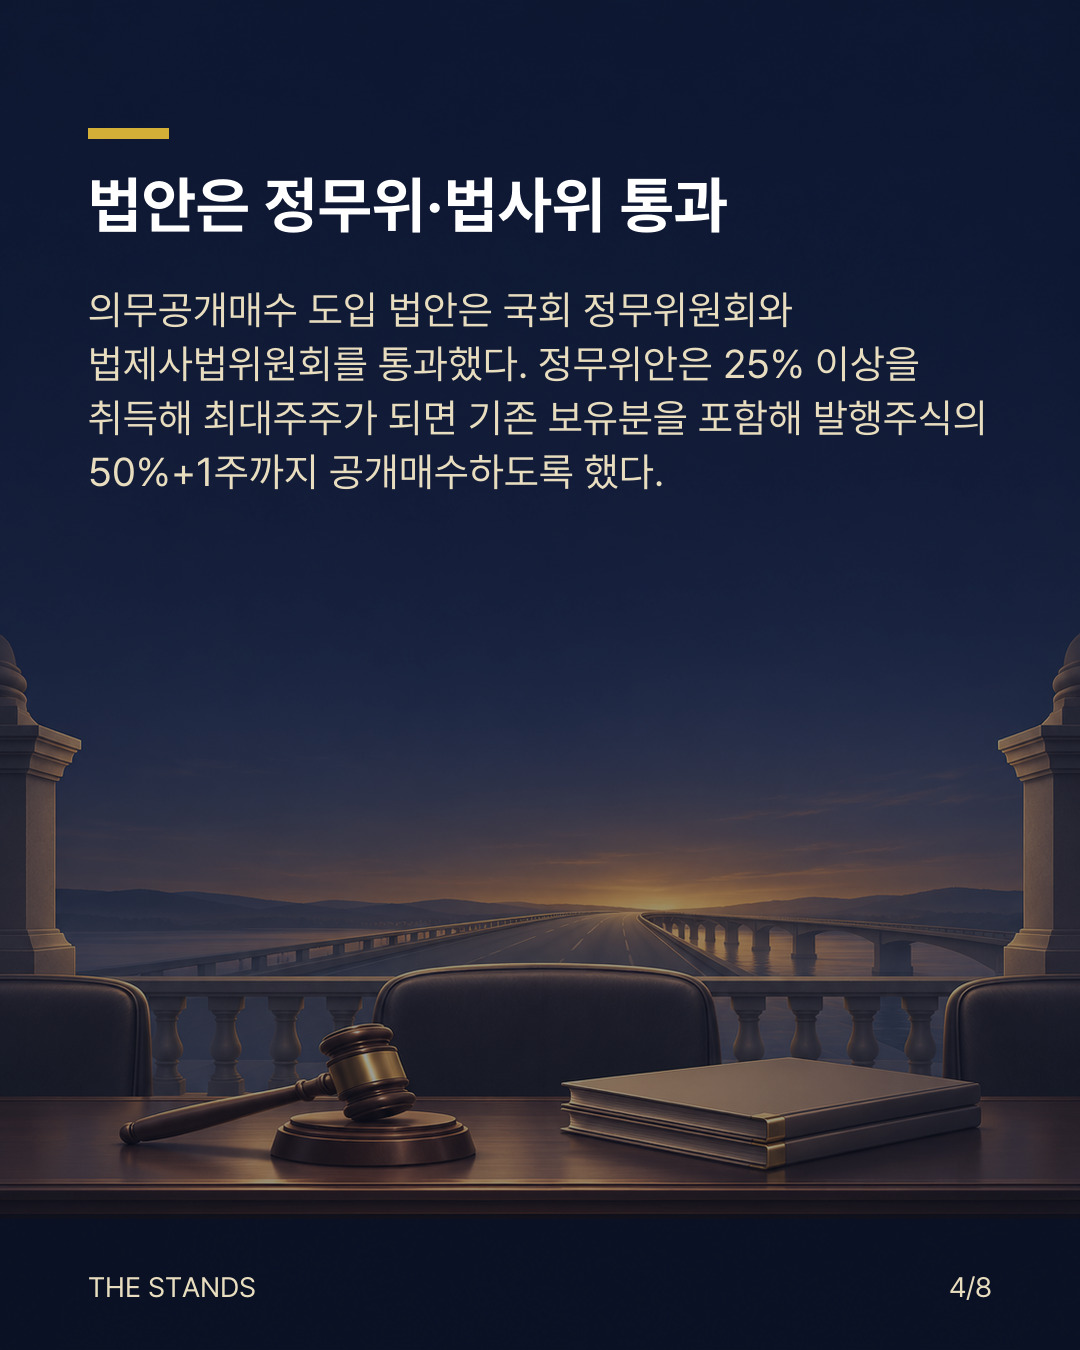 법안은 정무위·법사위 통과
의무공개매수 도입 법안은 국회 정무위원회와
법제사법위원회를 통과했다. 정무위안은 25% 이상을
취득해 최대주주가 되면 기존 보유분을 포함해 발행주식의
50%+1주까지 공개매수하도록 했다.
THE STANDS
4/8